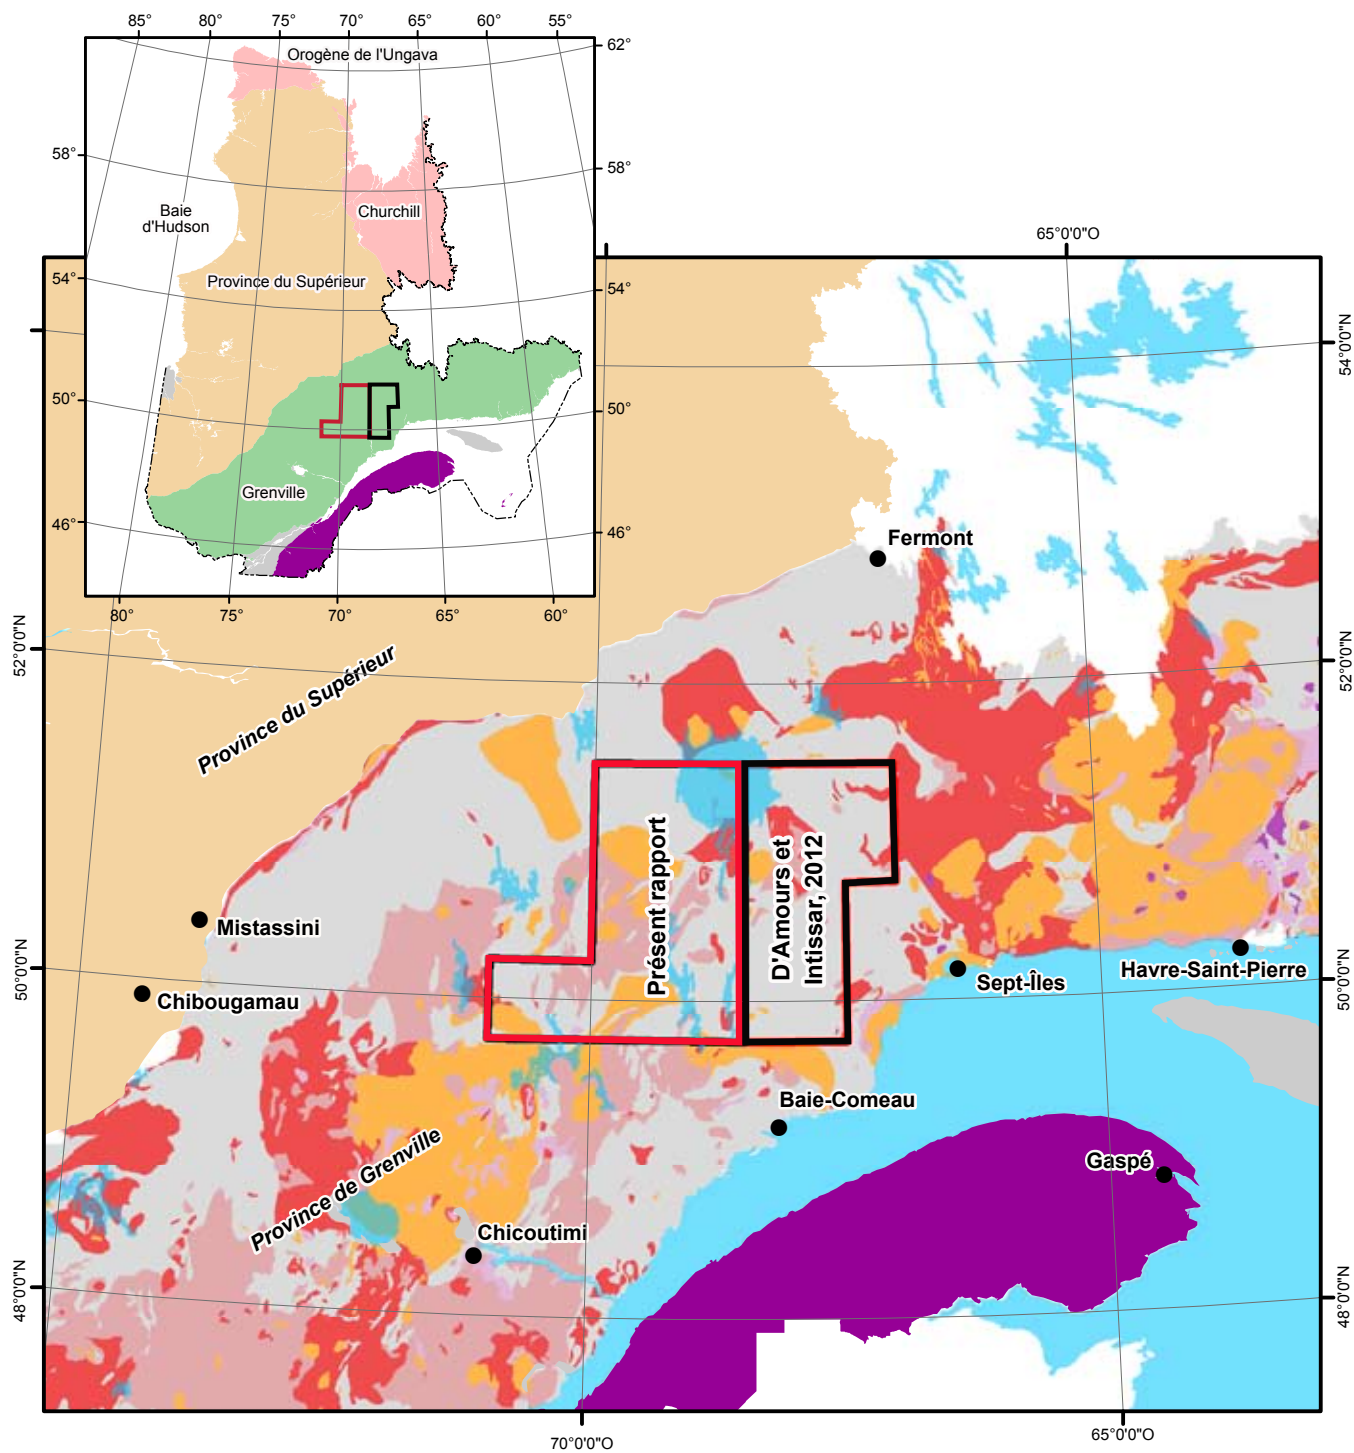 85°
80°
75°
70°
65°
60°
55°
Orogène de l'Ungava
62°
58°
58°
Churchill
Baie
d'Hudson
65°0'0"O
54°
Province du Supérieur
54°
54°0'0"N
50°
50°
Grenville
46°
46°
Fermont
80°
75°
70°
65°
60°
52°0'0"N
52°0'0"N
Province du Supérieur
Présent rapport
D'Amours et
Intissar, 2012
Mistassini
50°0'0"N
50°0'0"N
Havre-Saint-Pierre
Sept-Îles
Chibougamau
Baie-Comeau
Province de Grenville
Gaspé
Chicoutimi
48°0'0"N
48°0'0"N
70°0'0"O
65°0'0"O